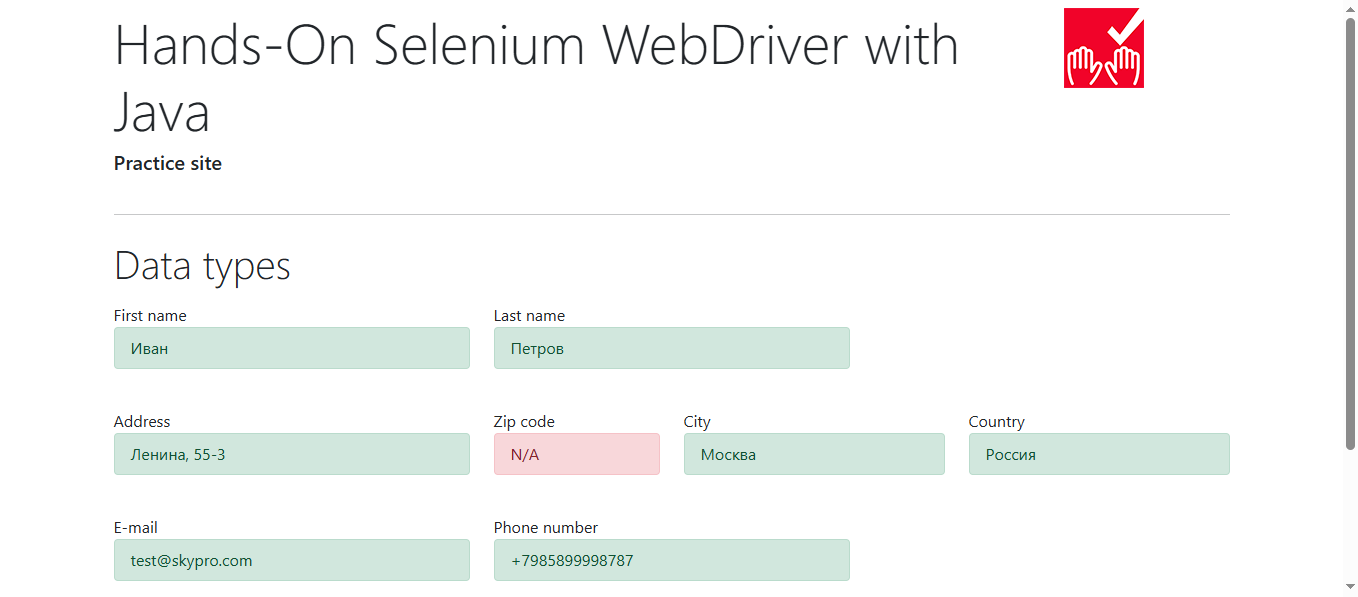 Hands-On Selenium WebDriver with
Java
Practice site
Data types
First name
Last name
Иван
Петров
Address
Zip code
City
Country
Ленина, 55-3
N/A
Москва
Россия
E-mail
Phone number
test@skypro.com
+7985899998787